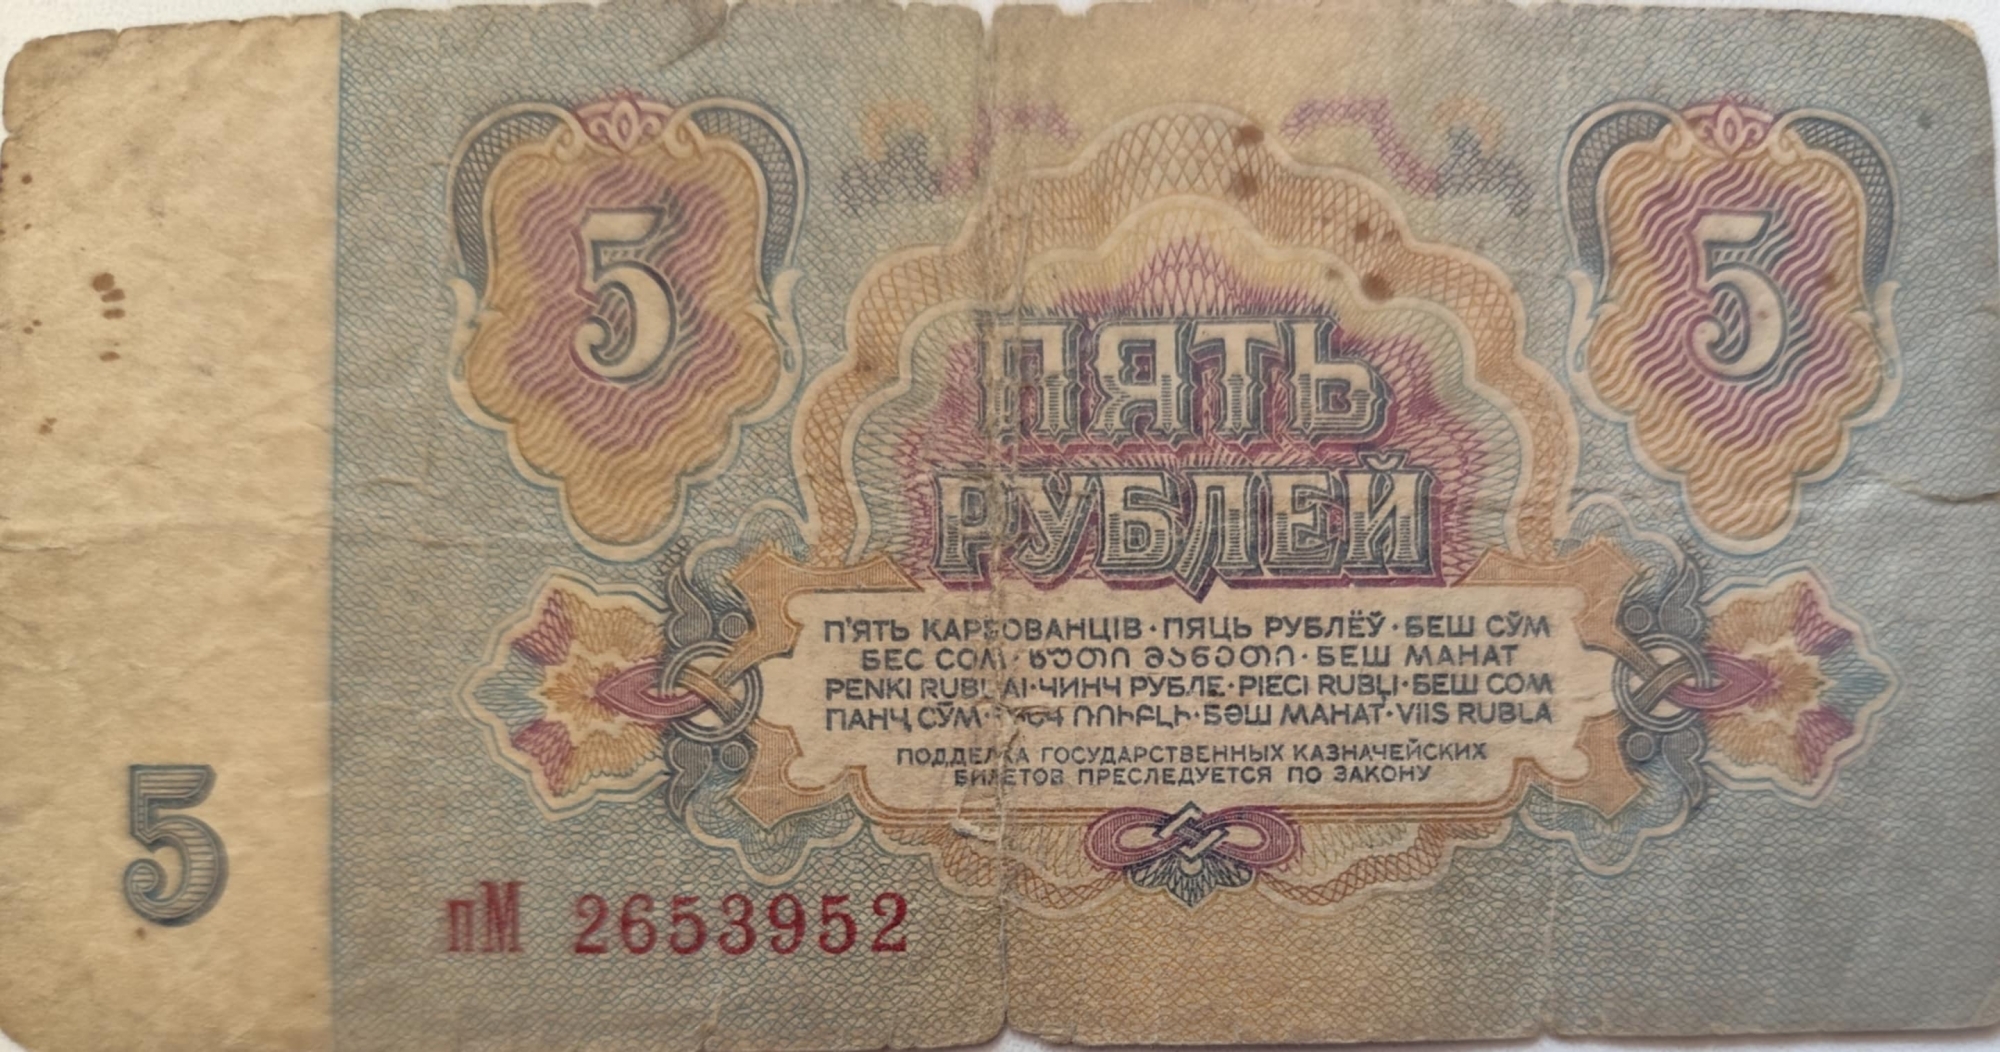 5
5
ПЯТЬ
РУБЛЕЙ
П'ЯТЬ КАРБОВАНЦІВ · ПЯЦЬ РУБЛЁЎ · БЕШ СЎМ
БЕС СОМ · ხუთი მანეთი · БЕШ МАНАТ
PENKI RUBLIAI · ЧИНЧ РУБЛЕ · PIECI RUBĻI · БЕШ СОМ
ПАНҶ СЎМ · ՌՈՒԲԼԻ · БӘШ МАНАТ · VIIS RUBLA
ПОДДЕЛКА ГОСУДАРСТВЕННЫХ КАЗНАЧЕЙСКИХ
БИЛЕТОВ ПРЕСЛЕДУЕТСЯ ПО ЗАКОНУ
5
пМ 2653952